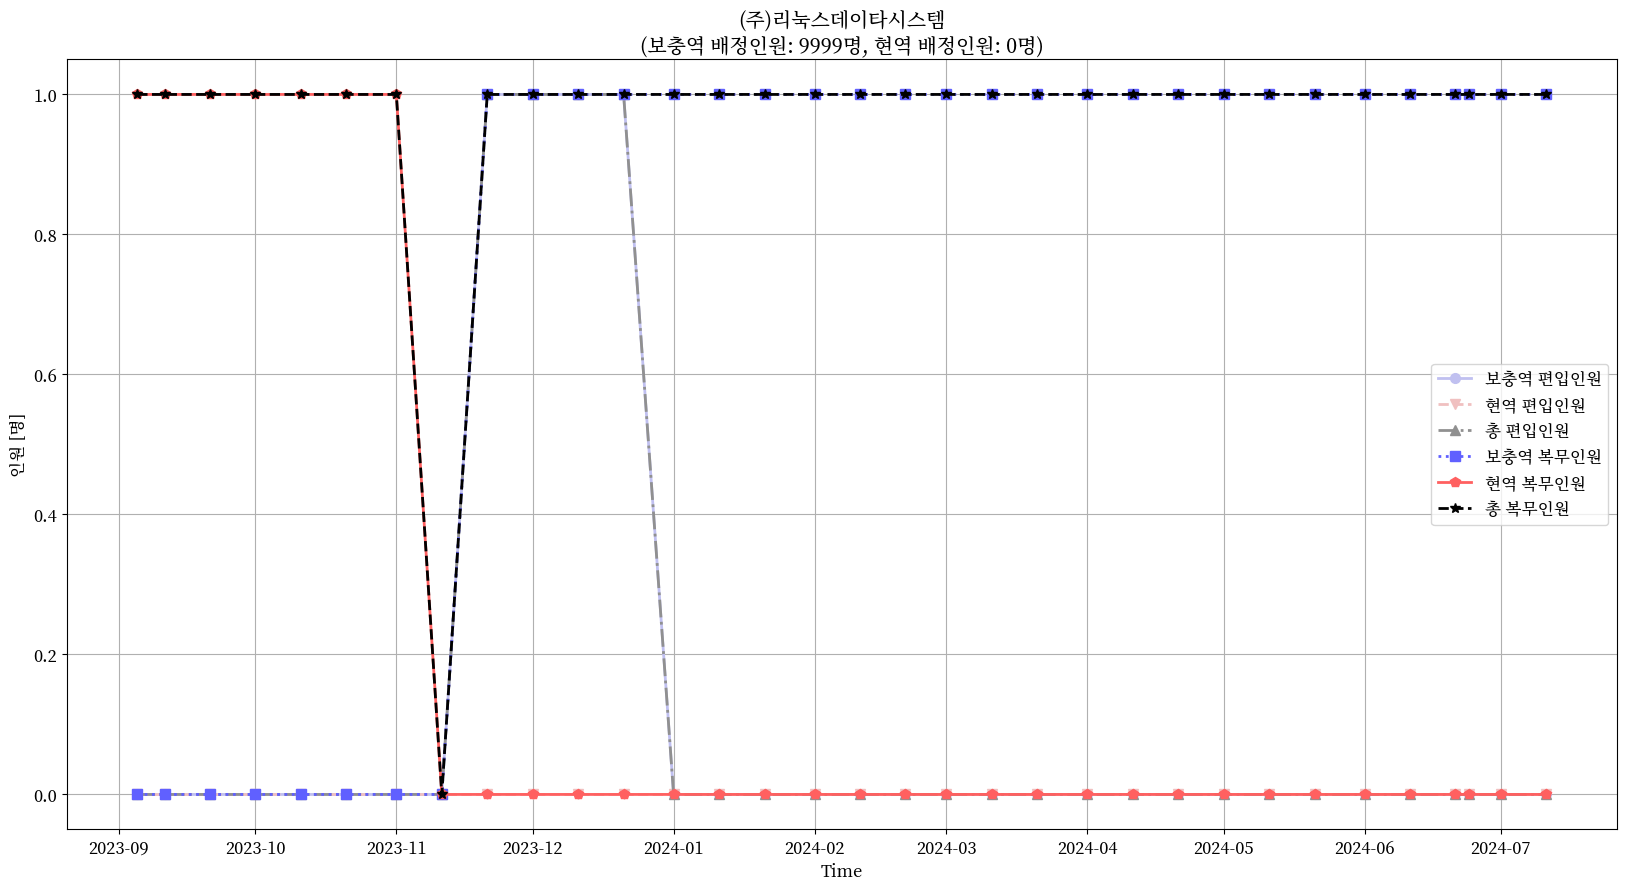 (주)리눅스데이타시스템
(보충역 배정인원: 9999명, 현역 배정인원: 0명)
인원 [명]
1.0
0.8
0.6
0.4
0.2
0.0
보충역 편입인원
현역 편입인원
총 편입인원
보충역 복무인원
현역 복무인원
총 복무인원
2023-09 2023-10 2023-11 2023-12 2024-01 2024-02 2024-03 2024-04 2024-05 2024-06 2024-07
Time